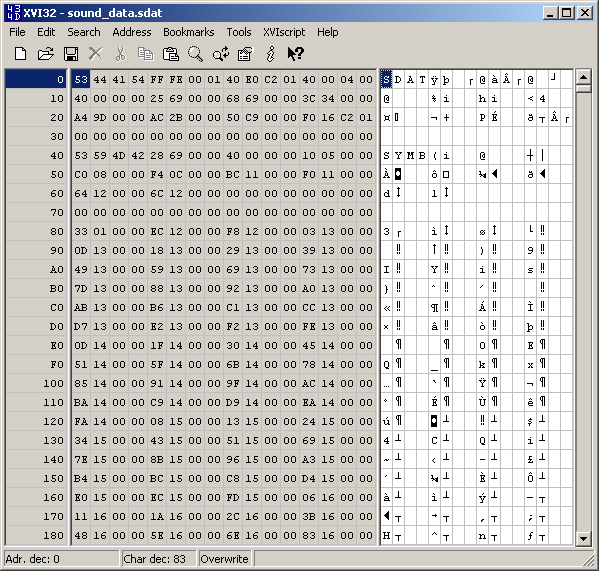 XVI32 - sound_data.sdat
File Edit Search Address Bookmarks Tools XVIscript Help
0 53 44 41 54 FF FE 00 01 40 E0 C2 01 40 00 04 00 S D A T ÿ þ ┌ @ à Â ┌ @ ┘
10 40 00 00 00 25 69 00 00 68 69 00 00 3C 34 00 00 @ % i h i < 4
20 A4 9D 00 00 AC 2B 00 00 50 C9 00 00 F0 16 C2 01 ¤ ¬ + P É ð ┬ Â ┌
30 00 00 00 00 00 00 00 00 00 00 00 00 00 00 00 00
40 53 59 4D 42 28 69 00 00 40 00 00 00 10 05 00 00 S Y M B ( i @ ┼ │
50 C0 08 00 00 F4 0C 00 00 BC 11 00 00 F0 11 00 00 À ◘ ô □ ¼ ◄ ð ◄
60 64 12 00 00 6C 12 00 00 00 00 00 00 00 00 00 00 d ↕ l ↕
70 00 00 00 00 00 00 00 00 00 00 00 00 00 00 00 00
80 33 01 00 00 EC 12 00 00 F8 12 00 00 03 13 00 00 3 ┌ ì ↕ ø ↕ └ ‼
90 0D 13 00 00 18 13 00 00 29 13 00 00 39 13 00 00 ‼ ‼ ) ‼ 9 ‼
A0 49 13 00 00 59 13 00 00 69 13 00 00 73 13 00 00 I ‼ Y ‼ i ‼ s ‼
B0 7D 13 00 00 88 13 00 00 92 13 00 00 A0 13 00 00 } ‼ ˆ ‼ ’ ‼ ‼
C0 AB 13 00 00 B6 13 00 00 C1 13 00 00 CC 13 00 00 « ‼ ¶ ‼ Á ‼ Ì ‼
D0 D7 13 00 00 E2 13 00 00 F2 13 00 00 FE 13 00 00 × ‼ â ‼ ò ‼ þ ‼
E0 0D 14 00 00 1F 14 00 00 30 14 00 00 45 14 00 00 ¶ ¶ 0 ¶ E ¶
F0 51 14 00 00 5F 14 00 00 6B 14 00 00 78 14 00 00 Q ¶ _ ¶ k ¶ x ¶
100 85 14 00 00 91 14 00 00 9F 14 00 00 AC 14 00 00 … ¶ ‘ ¶ Ÿ ¶ ¬ ¶
110 BA 14 00 00 C9 14 00 00 D9 14 00 00 EA 14 00 00 º ¶ É ¶ Ù ¶ ê ¶
120 FA 14 00 00 08 15 00 00 13 15 00 00 24 15 00 00 ú ¶ ◘ ┴ ‼ ┴ $ ┴
130 34 15 00 00 43 15 00 00 51 15 00 00 69 15 00 00 4 ┴ C ┴ Q ┴ i ┴
140 7E 15 00 00 8B 15 00 00 96 15 00 00 A3 15 00 00 ~ ┴ ‹ ┴ – ┴ £ ┴
150 B4 15 00 00 BC 15 00 00 C8 15 00 00 D4 15 00 00 ´ ┴ ¼ ┴ È ┴ Ô ┴
160 E0 15 00 00 EC 15 00 00 FD 15 00 00 06 16 00 00 à ┴ ì ┴ ý ┴ ─ ┬
170 11 16 00 00 1A 16 00 00 2C 16 00 00 3B 16 00 00 ◄ ┬ → ┬ , ┬ ; ┬
180 48 16 00 00 5E 16 00 00 6E 16 00 00 83 16 00 00 H ┬ ^ ┬ n ┬ ƒ ┬
Adr. dec: 0 Char dec: 83 Overwrite